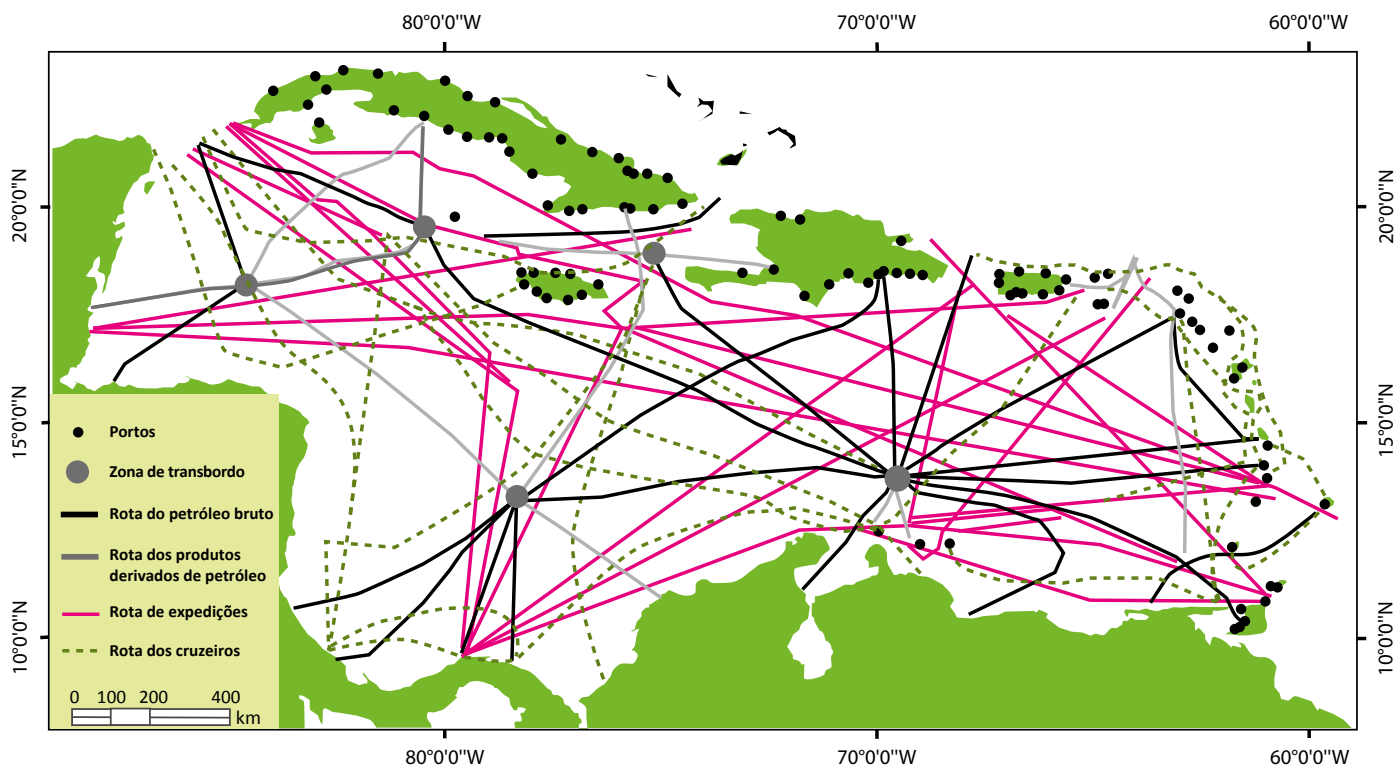 80°0'0"W 70°0'0"W 60°0'0"W
20°0'0"N
20°0'0"N
15°0'0"N
15°0'0"N
10°0'0"N
10°0'0"N
Portos
Zona de transbordo
Rota do petróleo bruto
Rota dos produtos
derivados de petróleo
Rota de expedições
Rota dos cruzeiros
0 100 200 400
km
80°0'0"W 70°0'0"W 60°0'0"W